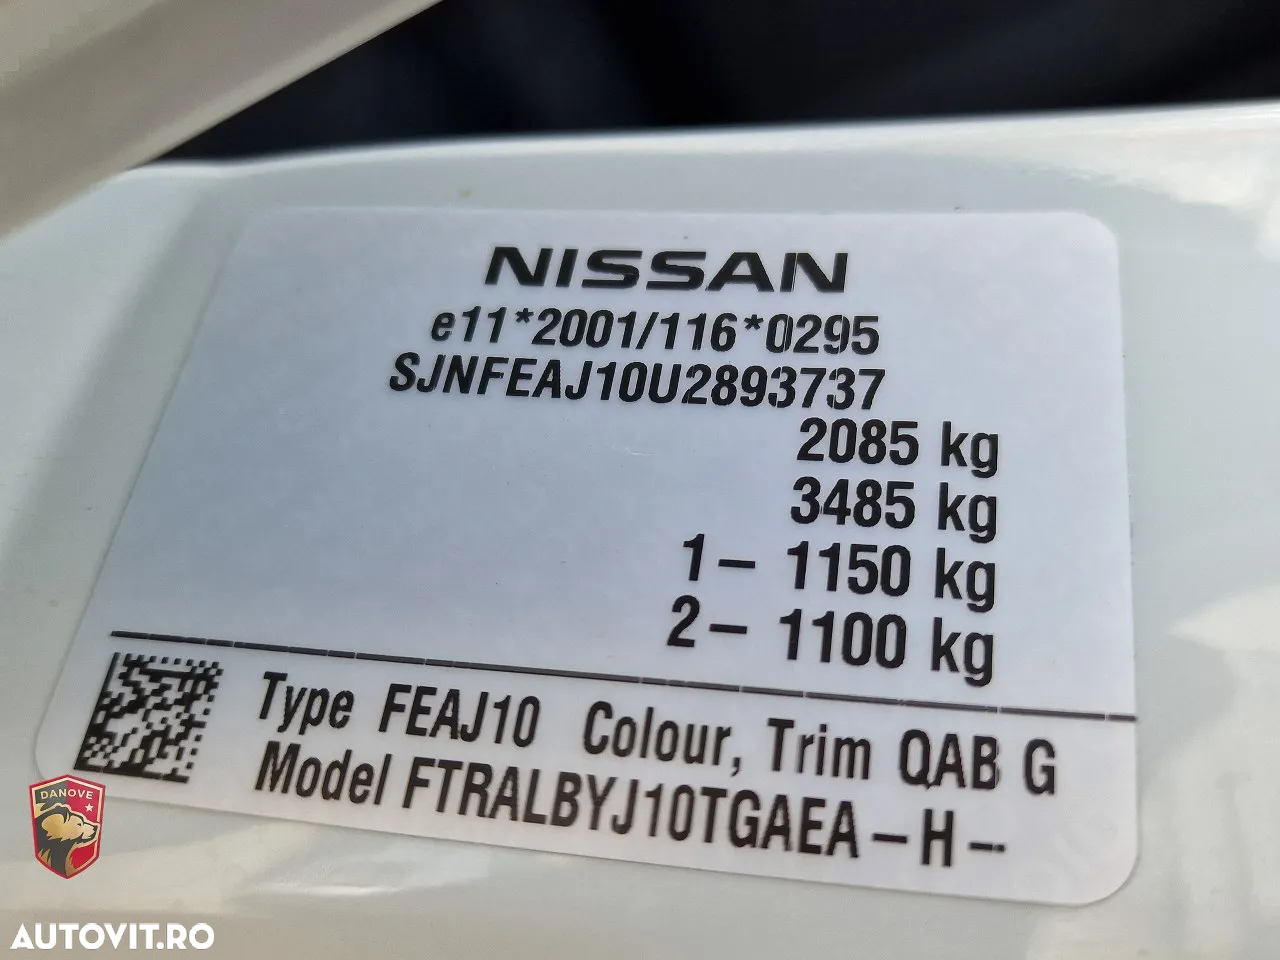 NISSAN
e11*2001/116*0295
SJNFEAJ10U2893737
2085 kg
3485 kg
1– 1150 kg
2– 1100 kg
Type FEAJ10 Colour, Trim QAB G
Model FTRALBYJ10TGAEA–H––
DANOVE
AUTOVIT.RO